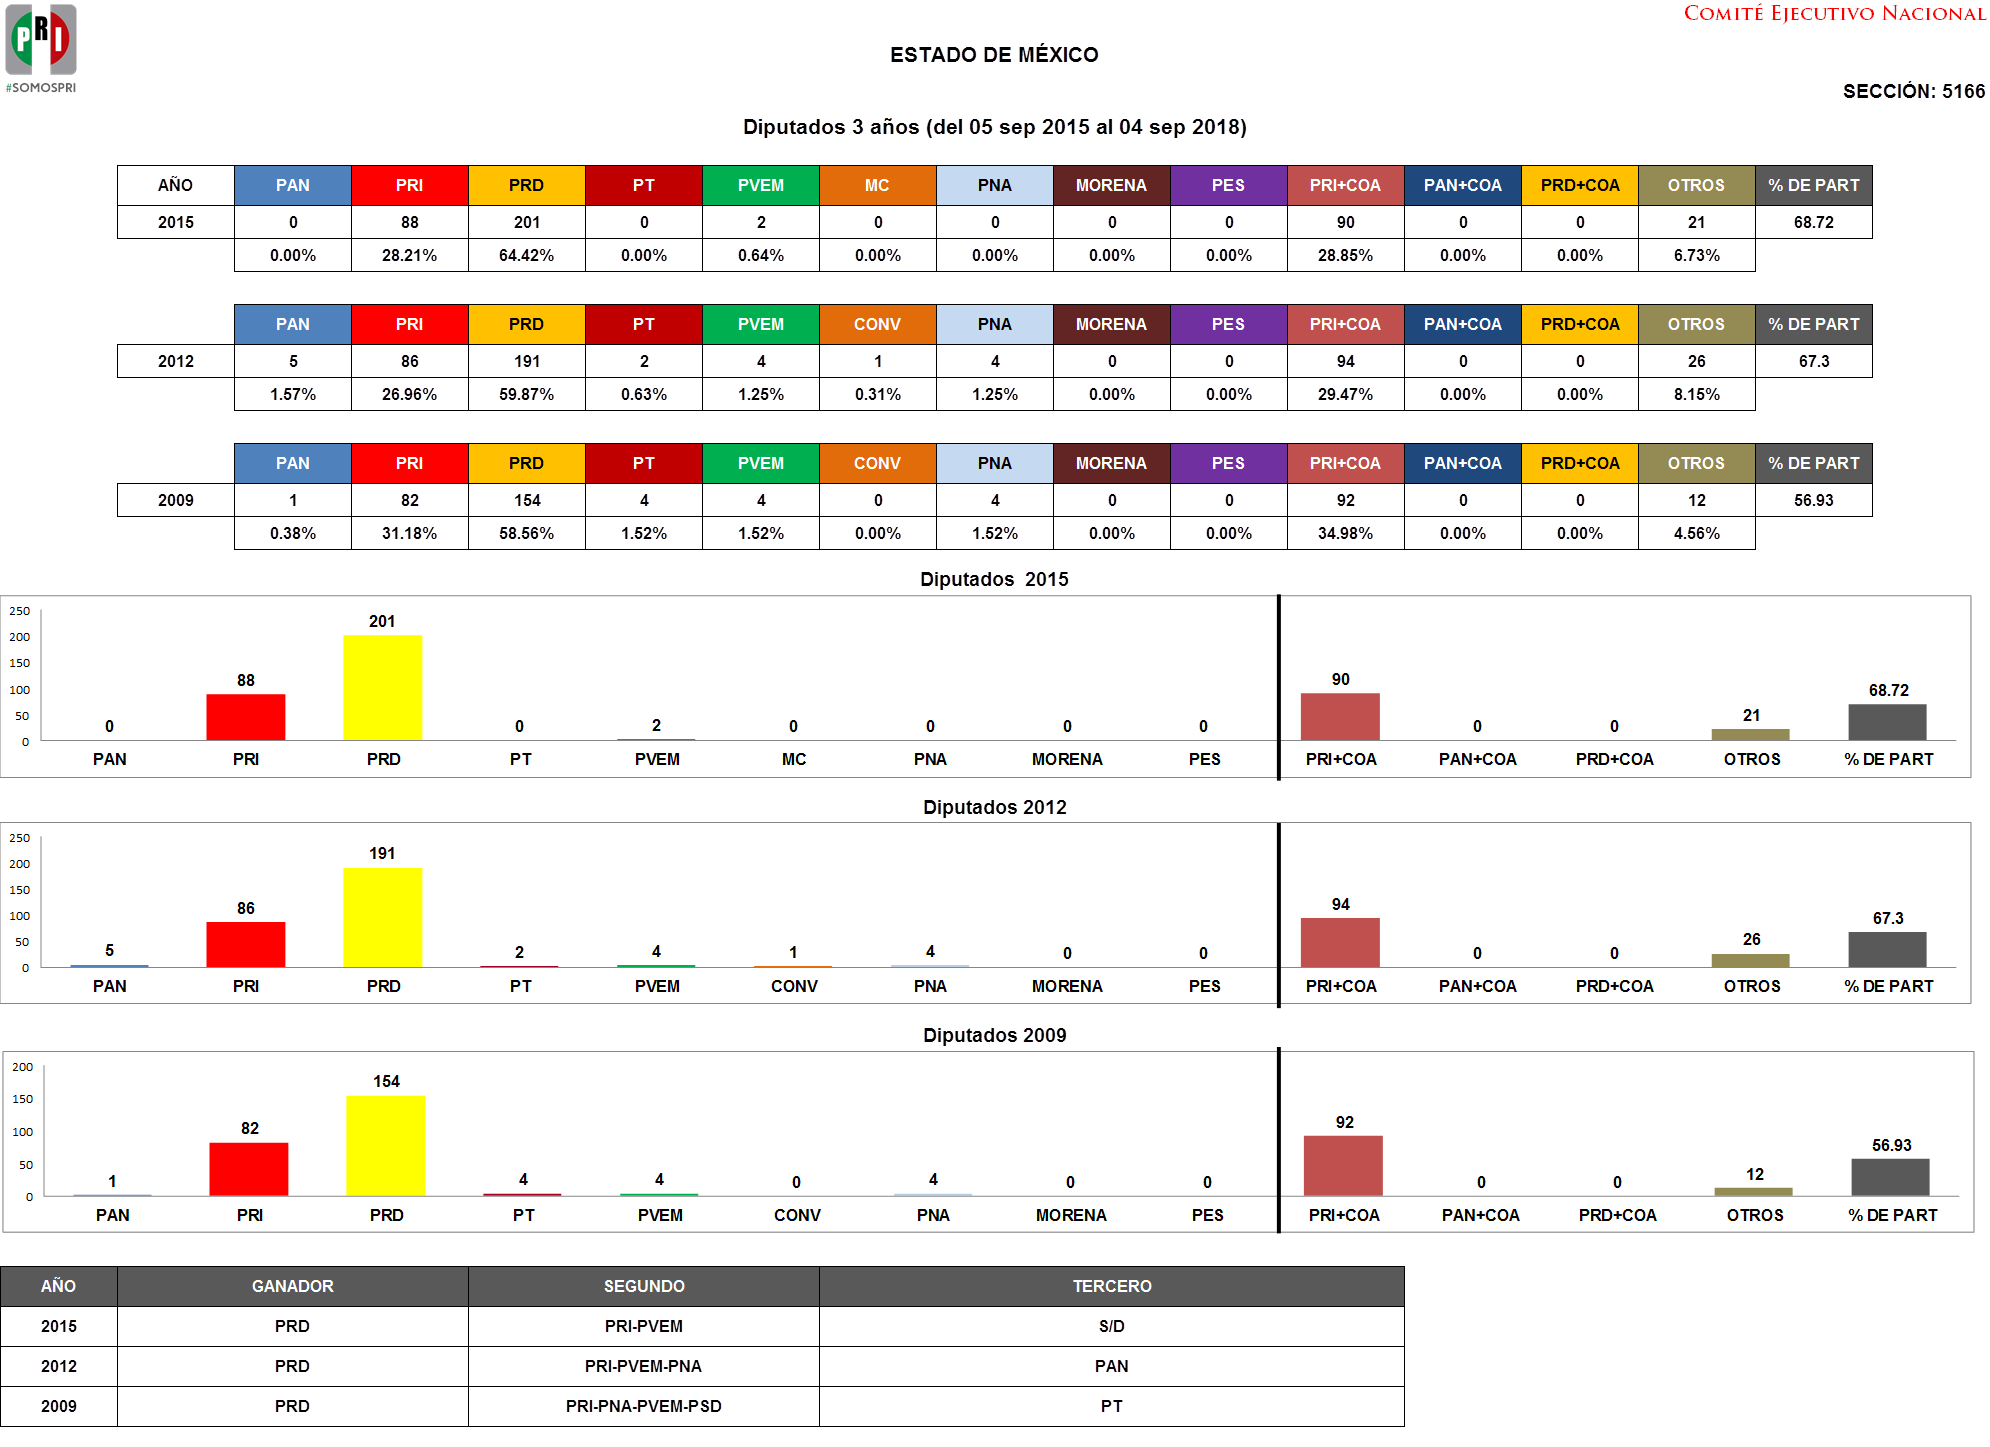 PRI
#SOMOSPRI
COMITÉ EJECUTIVO NACIONAL
ESTADO DE MÉXICO
SECCIÓN: 5166
Diputados 3 años (del 05 sep 2015 al 04 sep 2018)
AÑO PAN PRI PRD PT PVEM MC PNA MORENA PES PRI+COA PAN+COA PRD+COA OTROS % DE PART
2015 0 88 201 0 2 0 0 0 0 90 0 0 21 68.72
0.00% 28.21% 64.42% 0.00% 0.64% 0.00% 0.00% 0.00% 0.00% 28.85% 0.00% 0.00% 6.73%
PAN PRI PRD PT PVEM CONV PNA MORENA PES PRI+COA PAN+COA PRD+COA OTROS % DE PART
2012 5 86 191 2 4 1 4 0 0 94 0 0 26 67.3
1.57% 26.96% 59.87% 0.63% 1.25% 0.31% 1.25% 0.00% 0.00% 29.47% 0.00% 0.00% 8.15%
PAN PRI PRD PT PVEM CONV PNA MORENA PES PRI+COA PAN+COA PRD+COA OTROS % DE PART
2009 1 82 154 4 4 0 4 0 0 92 0 0 12 56.93
0.38% 31.18% 58.56% 1.52% 1.52% 0.00% 1.52% 0.00% 0.00% 34.98% 0.00% 0.00% 4.56%
Diputados 2015
250
200
150
100
50
0
0 88 201 0 2 0 0 0 0 90 0 0 21 68.72
PAN PRI PRD PT PVEM MC PNA MORENA PES PRI+COA PAN+COA PRD+COA OTROS % DE PART
Diputados 2012
250
200
150
100
50
0
5 86 191 2 4 1 4 0 0 94 0 0 26 67.3
PAN PRI PRD PT PVEM CONV PNA MORENA PES PRI+COA PAN+COA PRD+COA OTROS % DE PART
Diputados 2009
200
150
100
50
0
1 82 154 4 4 0 4 0 0 92 0 0 12 56.93
PAN PRI PRD PT PVEM CONV PNA MORENA PES PRI+COA PAN+COA PRD+COA OTROS % DE PART
AÑO GANADOR SEGUNDO TERCERO
2015 PRD PRI-PVEM S/D
2012 PRD PRI-PVEM-PNA PAN
2009 PRD PRI-PNA-PVEM-PSD PT